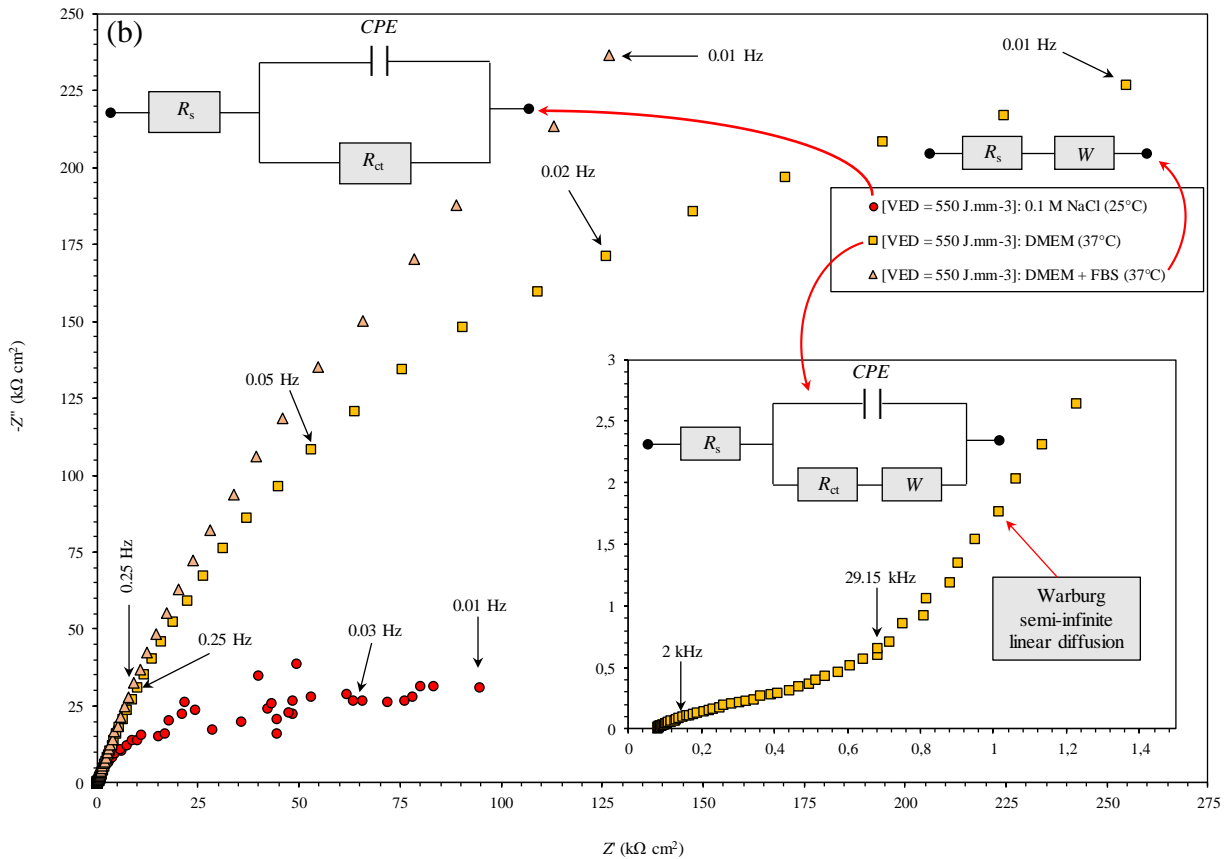 (b)
CPE
Rs
Rct
0.01 Hz
0.01 Hz
0.02 Hz
0.05 Hz
0.25 Hz
0.25 Hz
0.03 Hz
0.01 Hz
Rs
W
[VED = 550 J.mm-3]: 0.1 M NaCl (25°C)
[VED = 550 J.mm-3]: DMEM (37°C)
[VED = 550 J.mm-3]: DMEM + FBS (37°C)
-Z'' (kΩ cm²)
250
225
200
175
150
125
100
75
50
25
0
0
25
50
75
100
125
150
175
200
225
250
275
Z' (kΩ cm²)
3
2.5
2
1.5
1
0.5
0
0
0,2
0,4
0,6
0,8
1
1,2
1,4
CPE
Rs
Rct
W
29.15 kHz
2 kHz
Warburg
semi-infinite
linear diffusion